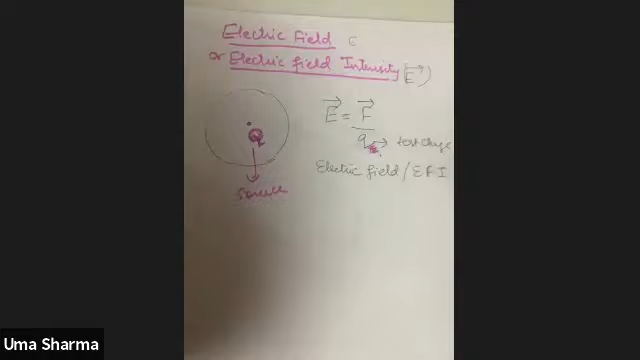 Electric Field E
or Electric field Intensity (E→)
E→ = F→
q → test charge
Q
Electric field / E F I
source
Uma Sharma